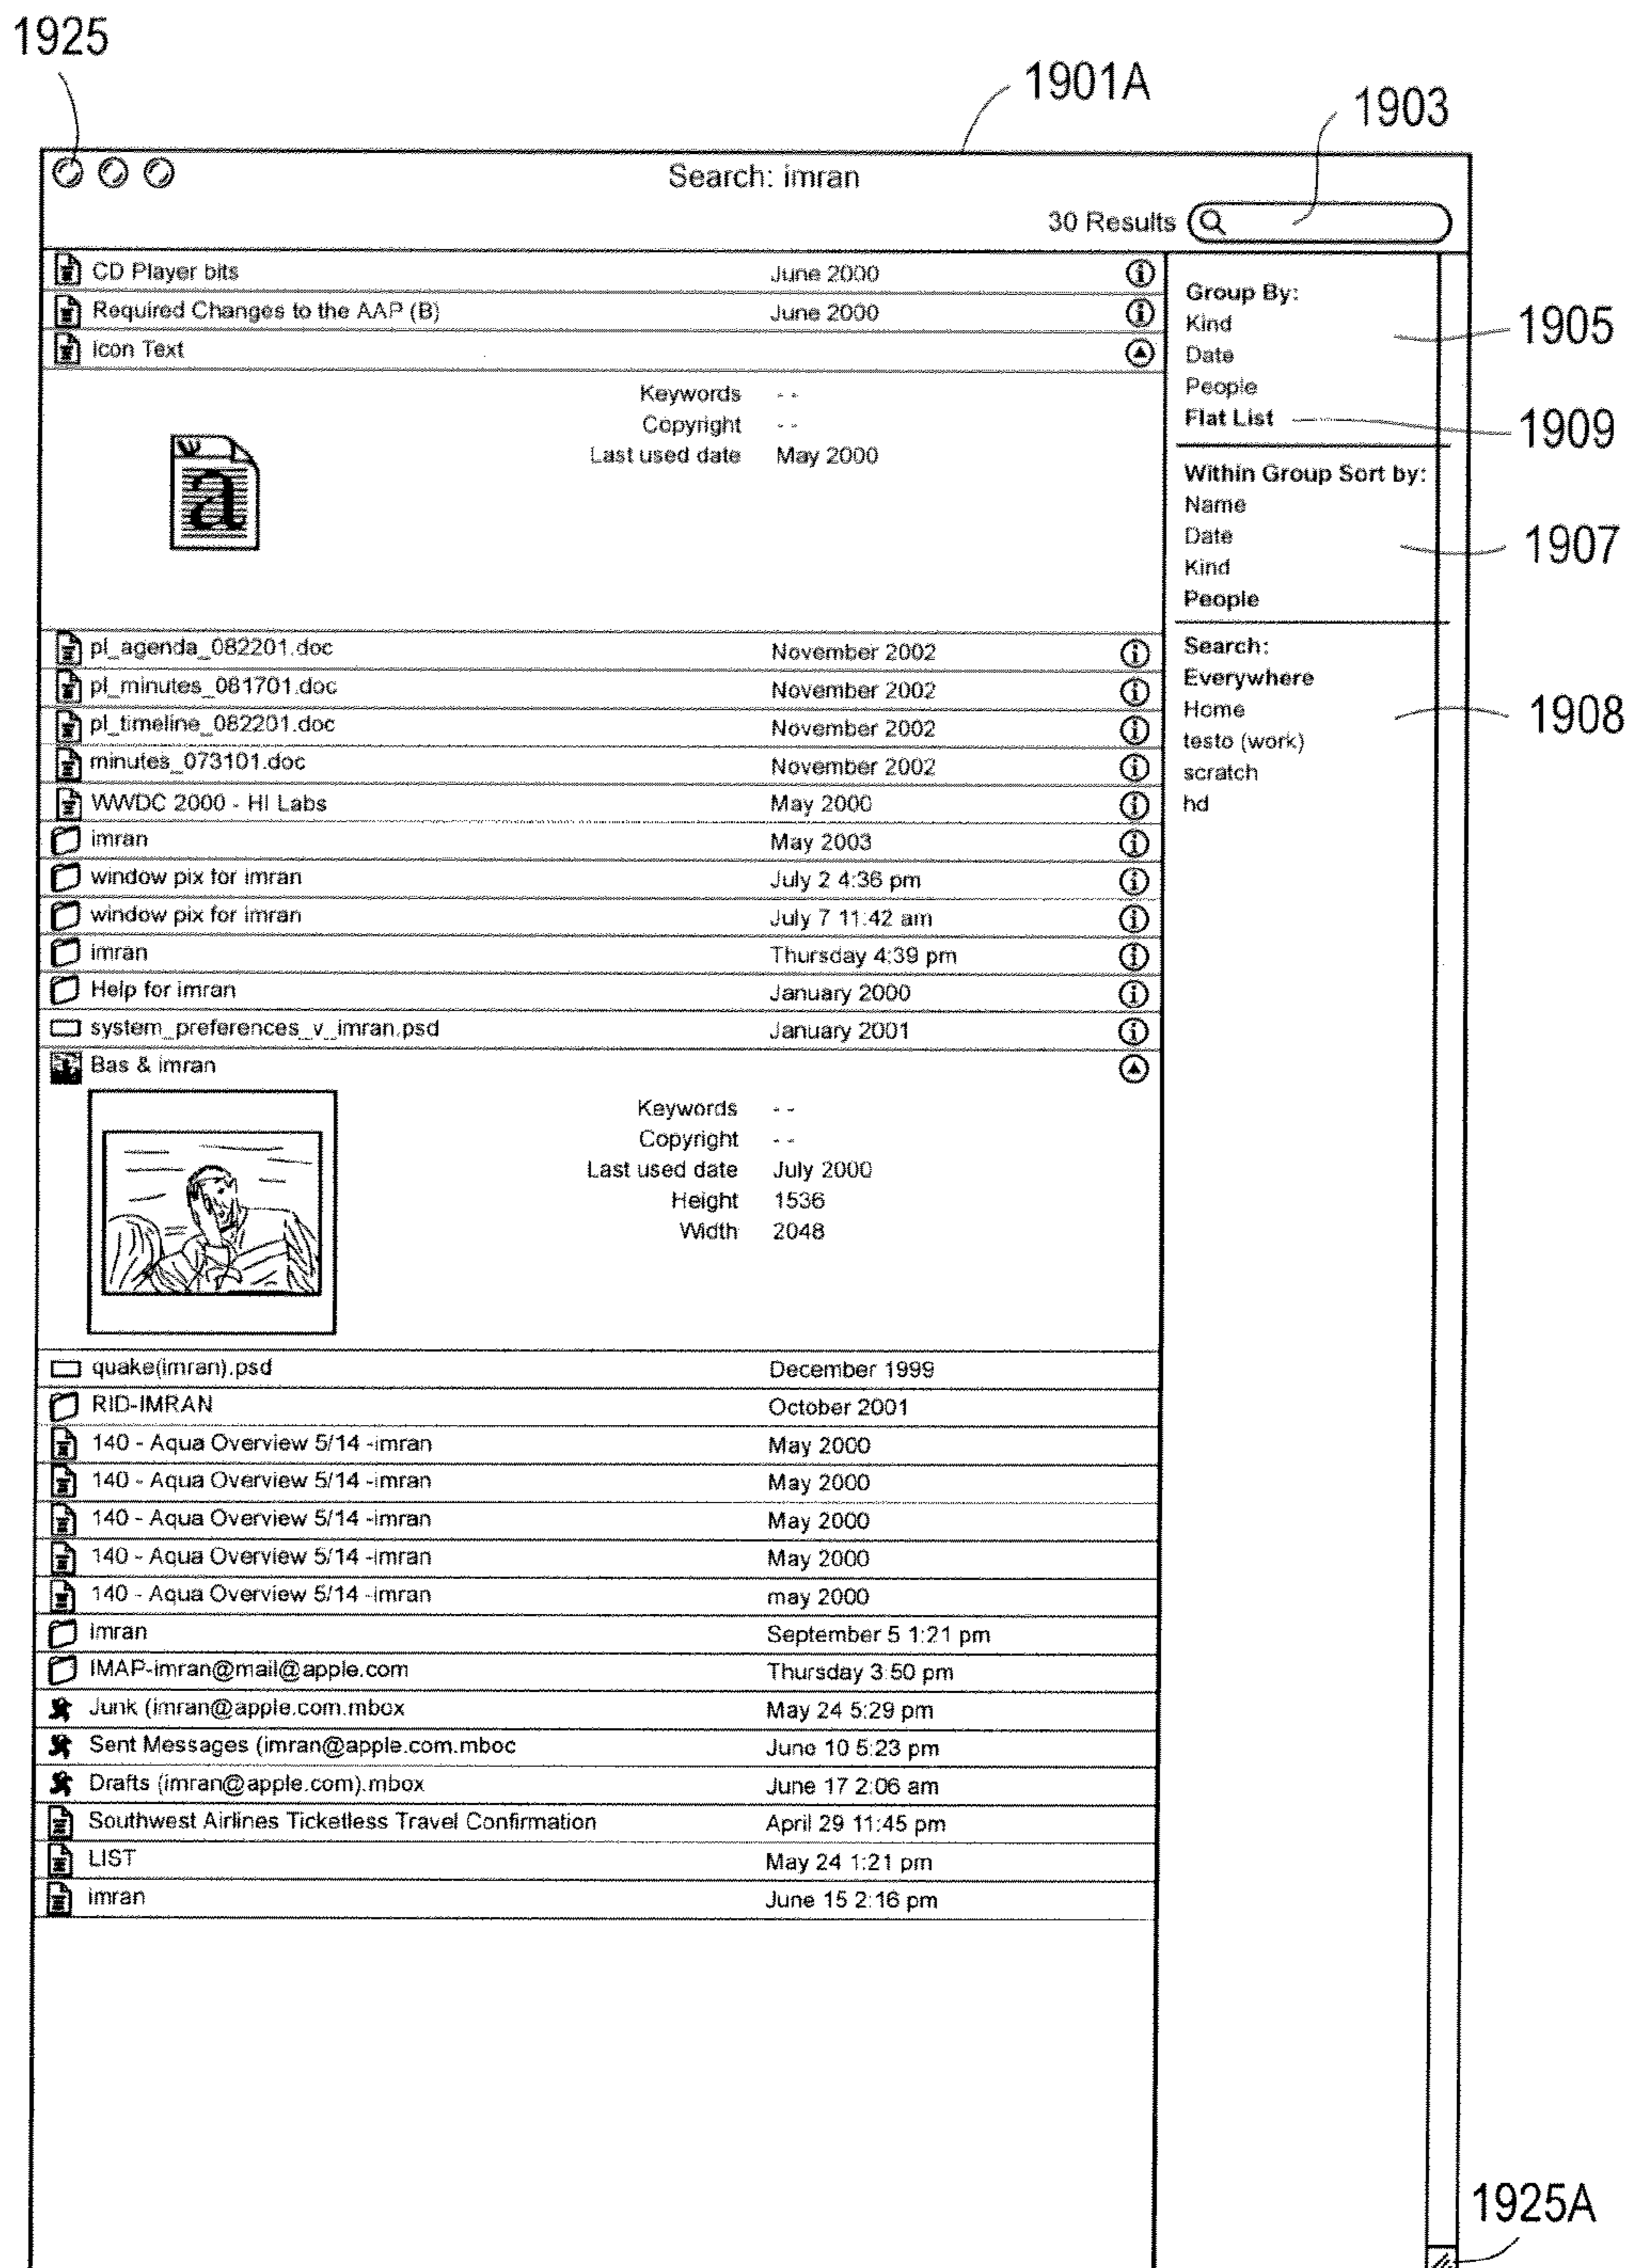 1925
1901A
1903
Search: imran
30 Results
CD Player bits June 2000
Required Changes to the AAP (B) June 2000
Icon Text
Keywords - -
Copyright - -
Last used date May 2000
a
pl_agenda_082201.doc November 2002
pl_minutes_081701.doc November 2002
pl_timeline_082201.doc November 2002
minutes_073101.doc November 2002
WWDC 2000 - HI Labs May 2000
imran May 2003
window pix for imran July 2 4:36 pm
window pix for imran July 7 11:42 am
imran Thursday 4:39 pm
Help for imran January 2000
system_preferences_v_imran.psd January 2001
Bas & imran
Keywords - -
Copyright - -
Last used date July 2000
Height 1536
Width 2048
quake(imran).psd December 1999
RID-IMRAN October 2001
140 - Aqua Overview 5/14 -imran May 2000
140 - Aqua Overview 5/14 -imran May 2000
140 - Aqua Overview 5/14 -imran May 2000
140 - Aqua Overview 5/14 -imran May 2000
140 - Aqua Overview 5/14 -imran may 2000
imran September 5 1:21 pm
IMAP-imran@mail@apple.com Thursday 3:50 pm
Junk (imran@apple.com.mbox May 24 5:29 pm
Sent Messages (imran@apple.com.mboc June 10 5:23 pm
Drafts (imran@apple.com).mbox June 17 2:06 am
Southwest Airlines Ticketless Travel Confirmation April 29 11:45 pm
LIST May 24 1:21 pm
imran June 15 2:16 pm
Group By:
Kind
Date
People
Flat List
Within Group Sort by:
Name
Date
Kind
People
Search:
Everywhere
Home
testo (work)
scratch
hd
1905
1909
1907
1908
1925A